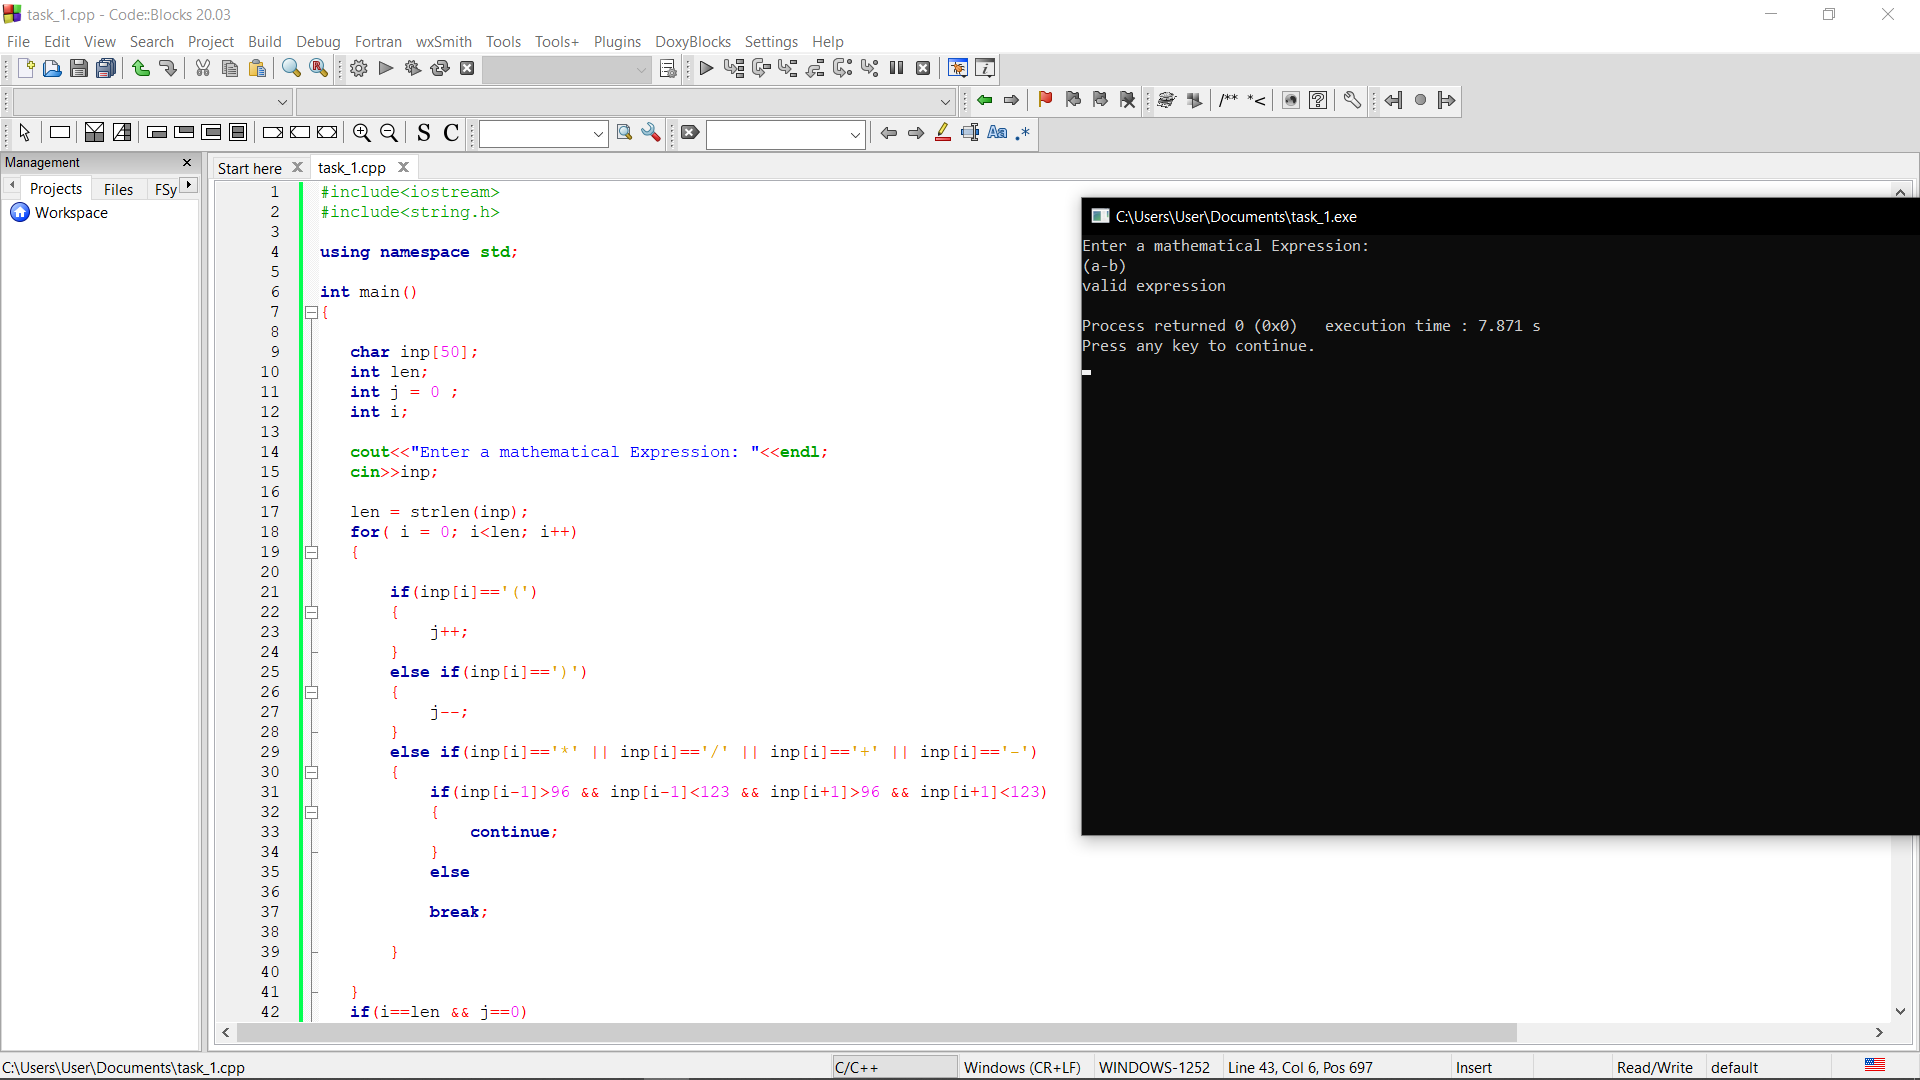 task_1.cpp - Code::Blocks 20.03
File Edit View Search Project Build Debug Fortran wxSmith Tools Tools+ Plugins DoxyBlocks Settings Help
/** *<
S C
Aa .*
Management
Projects Files FSy
Workspace
Start here task_1.cpp
1 #include<iostream>
2 #include<string.h>
3
4 using namespace std;
5
6 int main()
7 {
8
9 char inp[50];
10 int len;
11 int j = 0 ;
12 int i;
13
14 cout<<"Enter a mathematical Expression: "<<endl;
15 cin>>inp;
16
17 len = strlen(inp);
18 for( i = 0; i<len; i++)
19 {
20
21 if(inp[i]=='(')
22 {
23 j++;
24 }
25 else if(inp[i]==')')
26 {
27 j--;
28 }
29 else if(inp[i]=='*' || inp[i]=='/' || inp[i]=='+' || inp[i]=='-')
30 {
31 if(inp[i-1]>96 && inp[i-1]<123 && inp[i+1]>96 && inp[i+1]<123)
32 {
33 continue;
34 }
35 else
36
37 break;
38
39 }
40
41 }
42 if(i==len && j==0)
C:\Users\User\Documents\task_1.exe
Enter a mathematical Expression:
(a-b)
valid expression
Process returned 0 (0x0) execution time : 7.871 s
Press any key to continue.
C:\Users\User\Documents\task_1.cpp C/C++ Windows (CR+LF) WINDOWS-1252 Line 43, Col 6, Pos 697 Insert Read/Write default